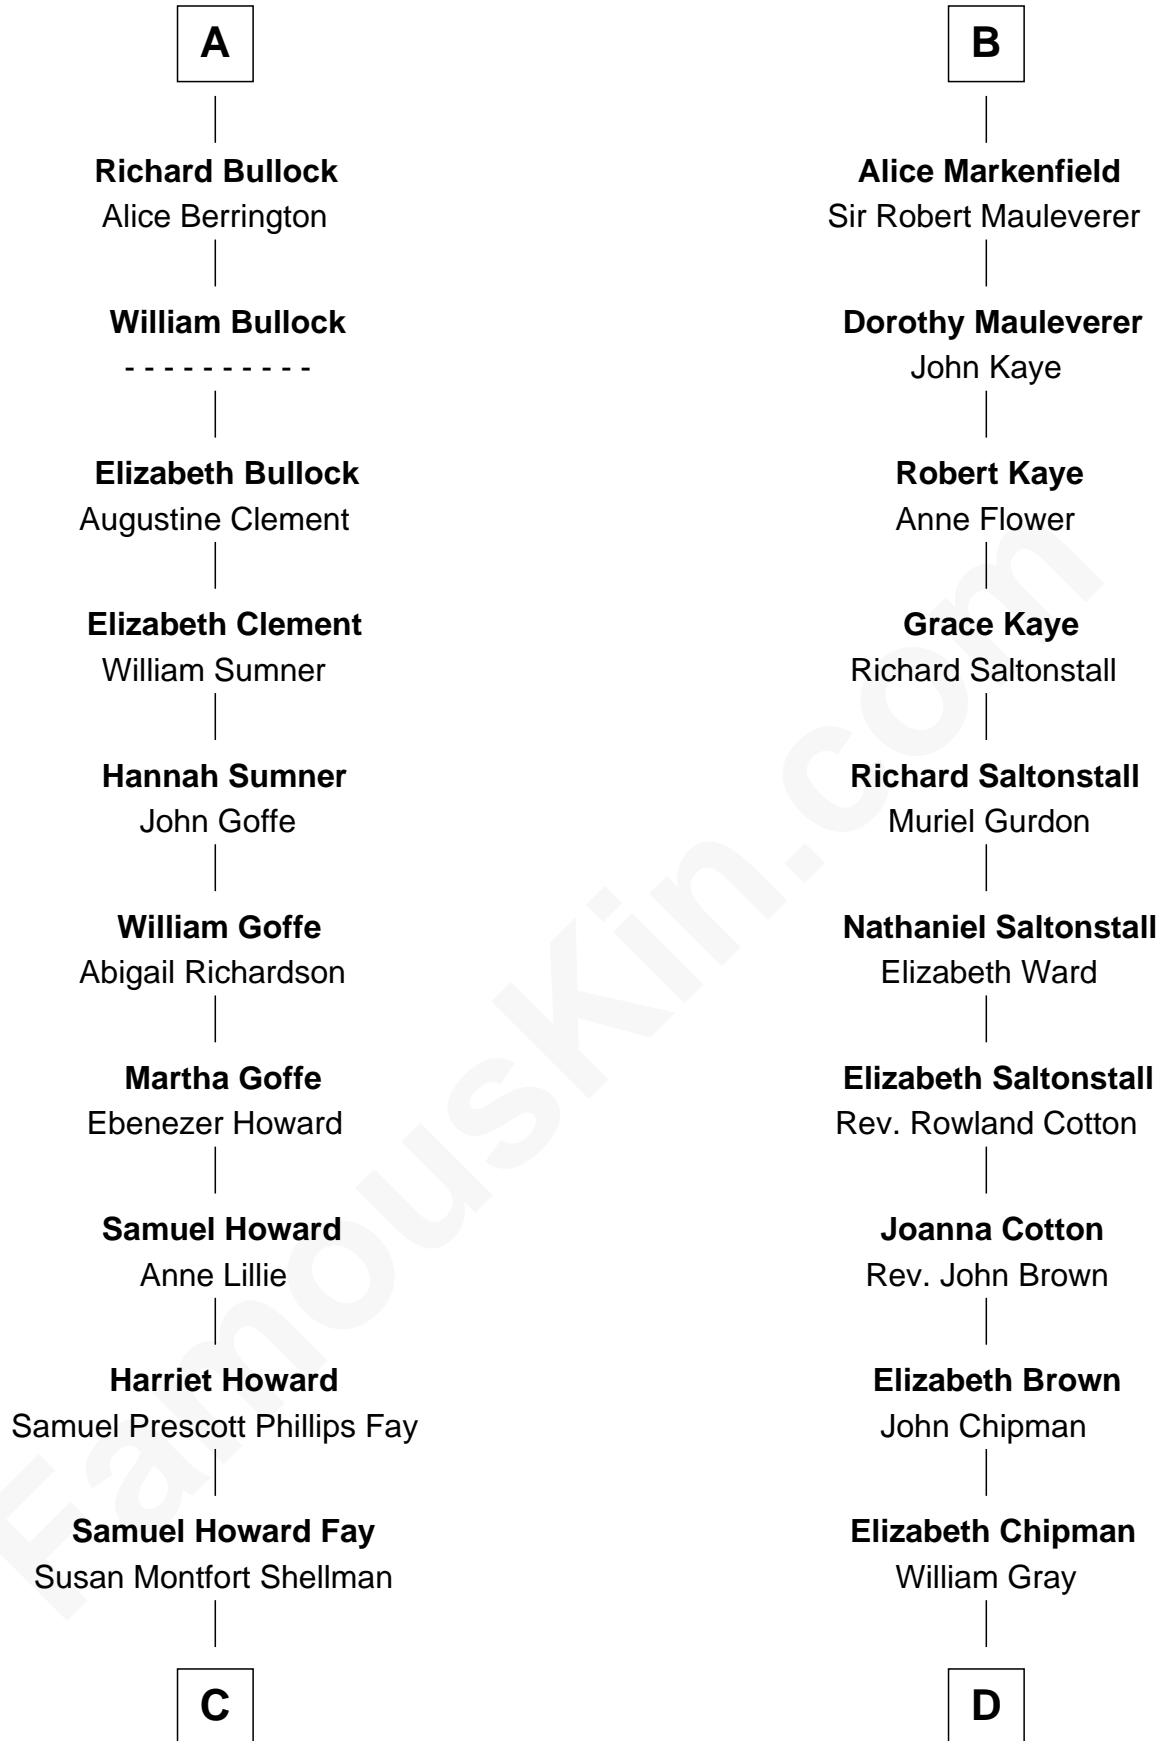 A
Richard Bullock
Alice Berrington
William Bullock
- - - - - - - - - -
Elizabeth Bullock
Augustine Clement
Elizabeth Clement
William Sumner
Hannah Sumner
John Goffe
William Goffe
Abigail Richardson
Martha Goffe
Ebenezer Howard
Samuel Howard
Anne Lillie
Harriet Howard
Samuel Prescott Phillips Fay
Samuel Howard Fay
Susan Montfort Shellman
C
B
Alice Markenfield
Sir Robert Mauleverer
Dorothy Mauleverer
John Kaye
Robert Kaye
Anne Flower
Grace Kaye
Richard Saltonstall
Richard Saltonstall
Muriel Gurdon
Nathaniel Saltonstall
Elizabeth Ward
Elizabeth Saltonstall
Rev. Rowland Cotton
Joanna Cotton
Rev. John Brown
Elizabeth Brown
John Chipman
Elizabeth Chipman
William Gray
D
FamousKin.com